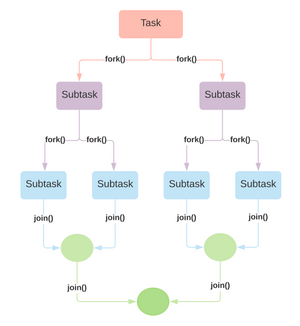 Task
fork() fork()
Subtask Subtask
fork() fork() fork() fork()
Subtask Subtask Subtask Subtask
join() join() join() join()
join() join()